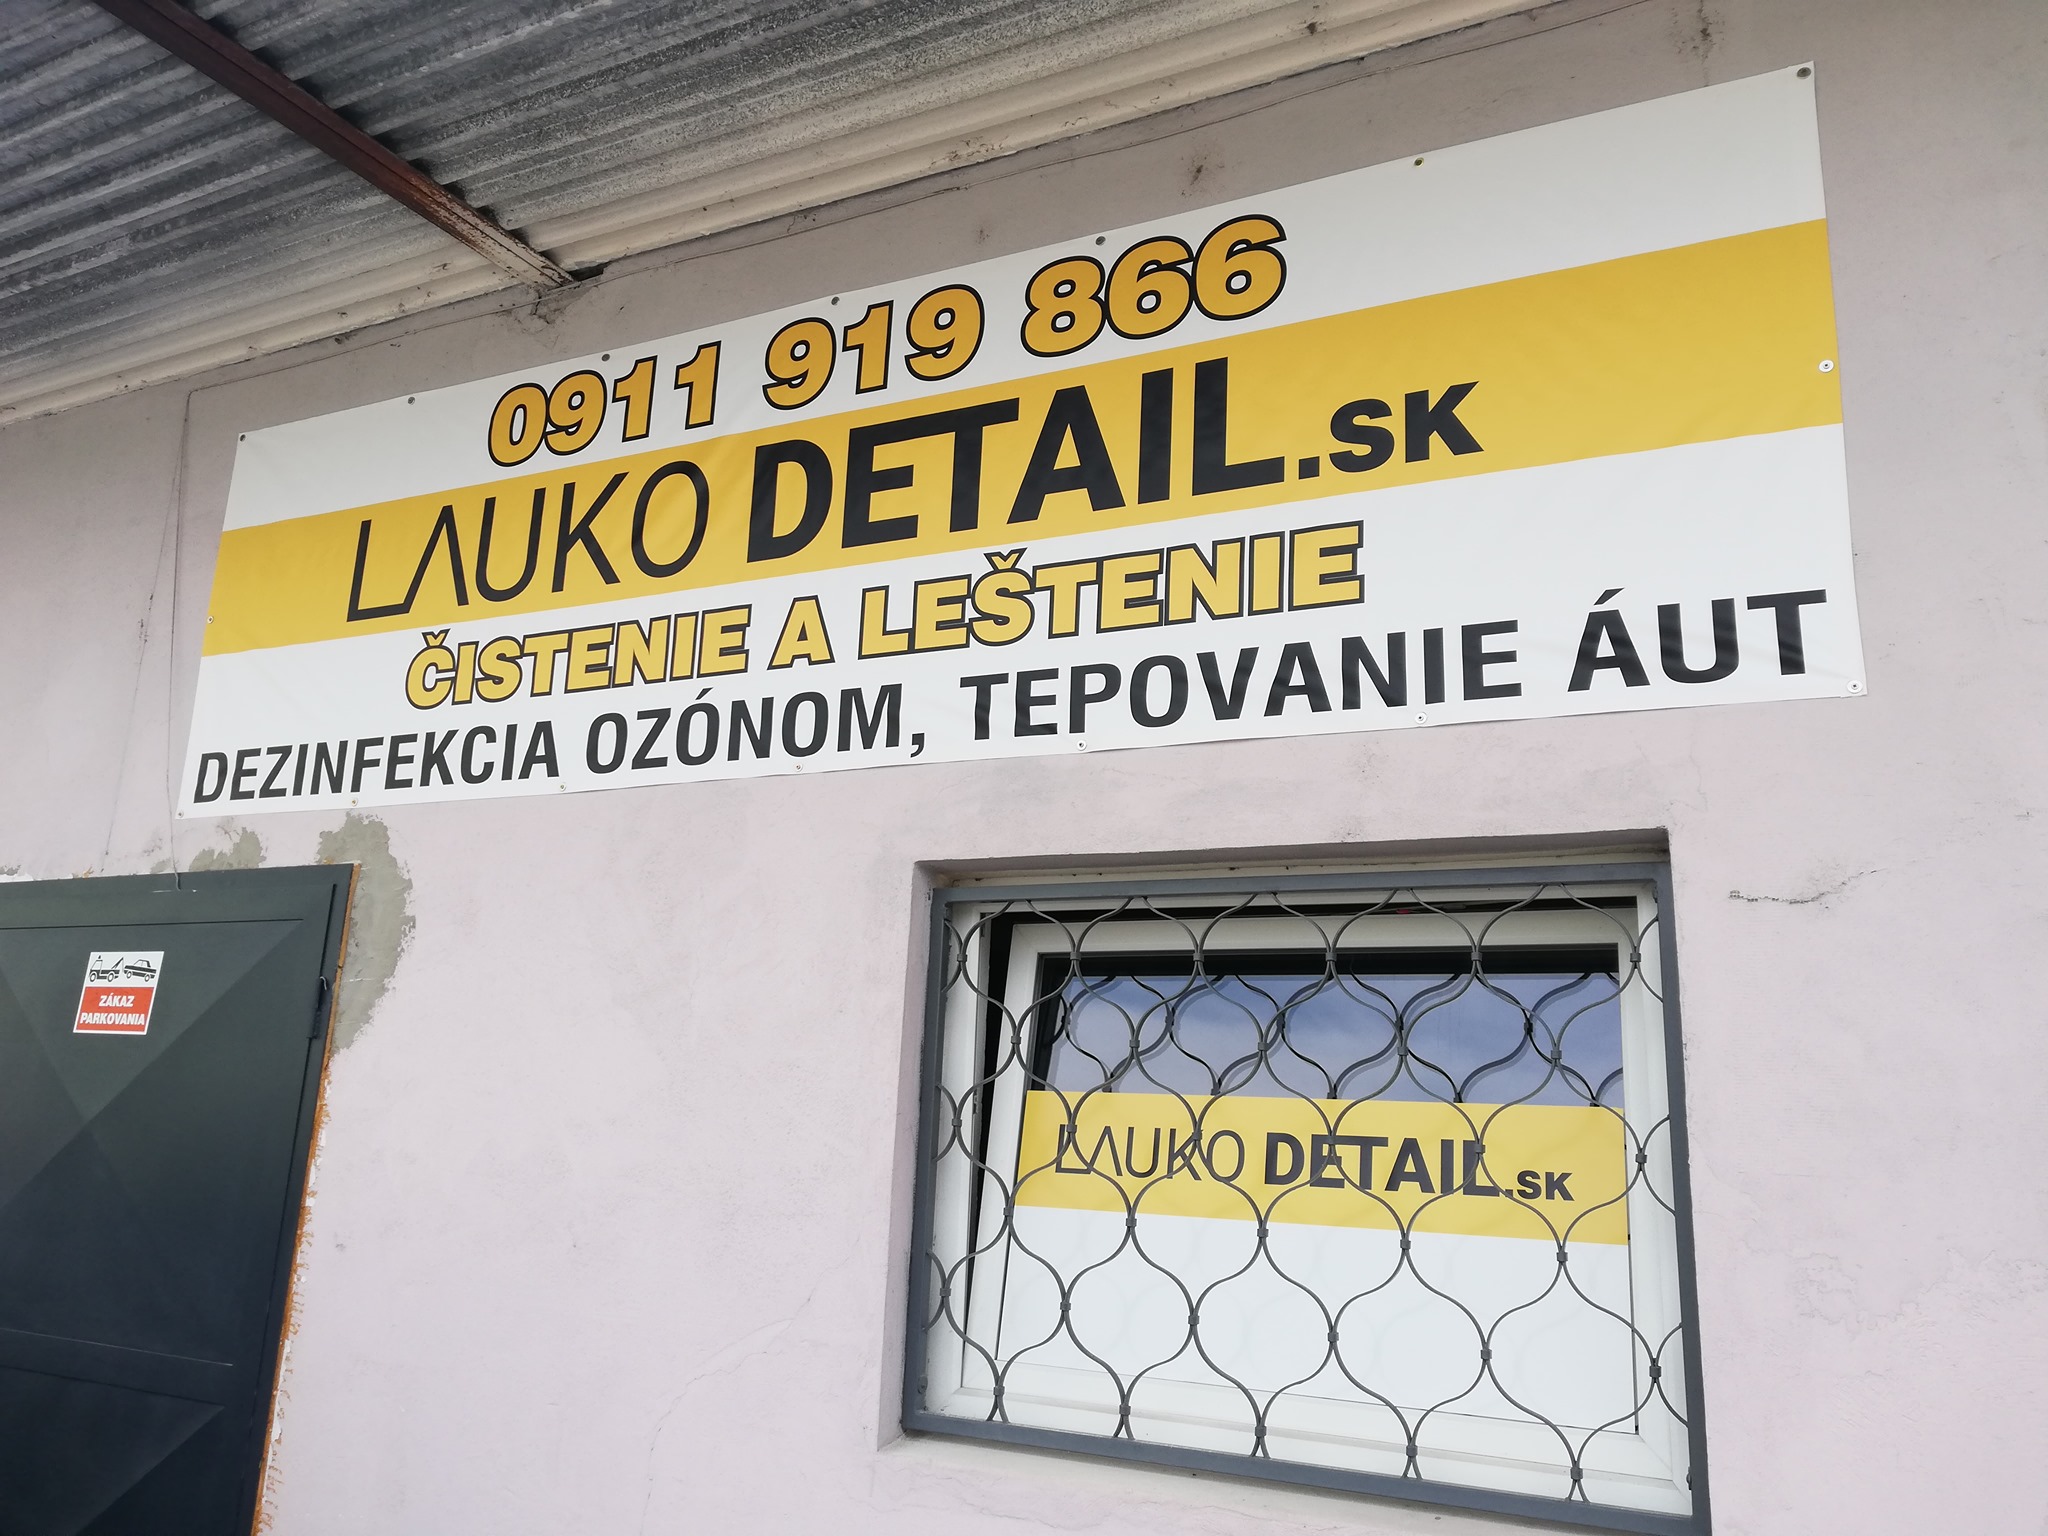 0911 919 866
LAUKO DETAIL.SK
ČISTENIE A LEŠTENIE
DEZINFEKCIA OZÓNOM, TEPOVANIE ÁUT
ZÁKAZ
PARKOVANIA
LAUKO DETAIL.SK